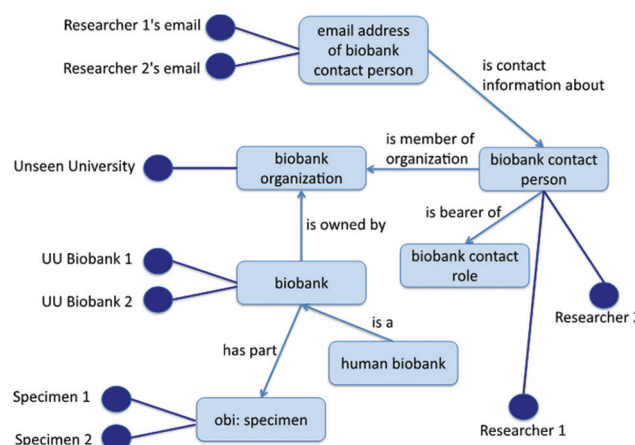 Researcher 1's email
email address
of biobank
contact person
Researcher 2's email
is contact
information about
is member of
organization
Unseen University
biobank
organization
biobank contact
person
is bearer of
is owned by
biobank contact
role
UU Biobank 1
biobank
UU Biobank 2
is a
Researcher 2
has part
human biobank
Specimen 1
obi: specimen
Researcher 1
Specimen 2